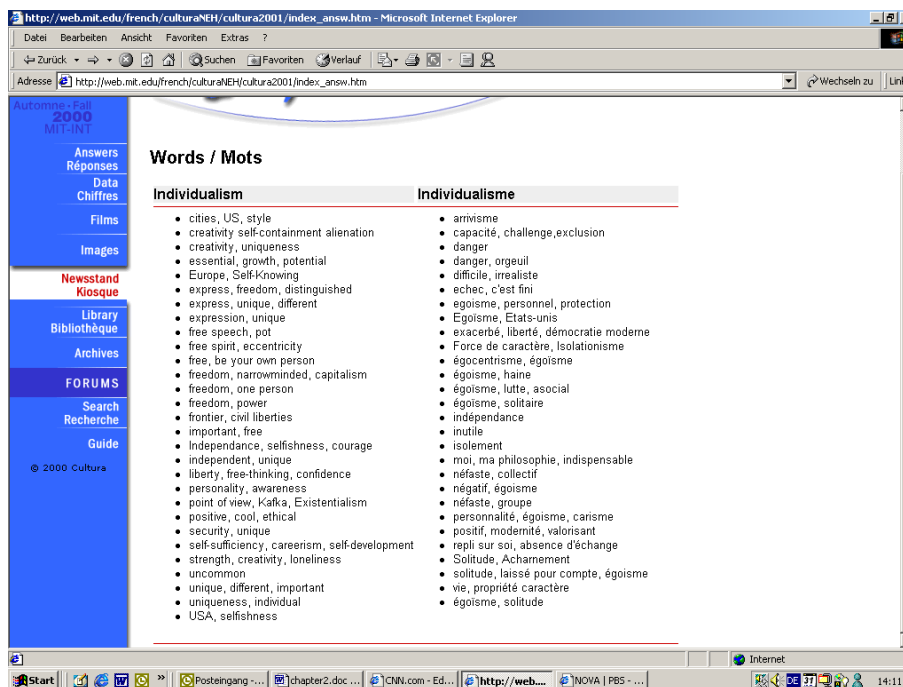 http://web.mit.edu/french/culturaNEH/cultura2001/index_answ.htm - Microsoft Internet Explorer
Datei Bearbeiten Ansicht Favoriten Extras ?
Zurück Suchen Favoriten Verlauf
Adresse http://web.mit.edu/french/culturaNEH/cultura2001/index_answ.htm Wechseln zu Link
Automne - Fall
2000
MIT-INT
Answers
Réponses
Data
Chiffres
Films
Images
Newsstand
Kiosque
Library
Bibliothèque
Archives
FORUMS
Search
Recherche
Guide
© 2000 Cultura
Words / Mots
Individualism
cities, US, style
creativity self-containment alienation
creativity, uniqueness
essential, growth, potential
Europe, Self-Knowing
express, freedom, distinguished
express, unique, different
expression, unique
free speech, pot
free spirit, eccentricity
free, be your own person
freedom, narrowminded, capitalism
freedom, one person
freedom, power
frontier, civil liberties
important, free
Independance, selfishness, courage
independent, unique
liberty, free-thinking, confidence
personality, awareness
point of view, Kafka, Existentialism
positive, cool, ethical
security, unique
self-sufficiency, careerism, self-development
strength, creativity, loneliness
uncommon
unique, different, important
uniqueness, individual
USA, selfishness
Individualisme
arrivisme
capacité, challenge,exclusion
danger
danger, orgeuil
difficile, irrealiste
echec, c'est fini
egoisme, personnel, protection
Egoïsme, Etats-unis
exacerbé, liberté, démocratie moderne
Force de caractère, Isolationisme
égocentrisme, égoïsme
égoisme, haine
égoïsme, lutte, asocial
égoïsme, solitaire
indépendance
inutile
isolement
moi, ma philosophie, indispensable
néfaste, collectif
négatif, égoisme
néfaste, groupe
personnalité, égoisme, carisme
positif, modernité, valorisant
repli sur soi, absence d'échange
Solitude, Acharnement
solitude, laissé pour compte, égoisme
vie, propriété caractère
égoïsme, solitude
Internet
Start » Posteingang -... chapter2.doc ... CNN.com - Ed... http://web.... NOVA | PBS - ... DE 37 14:11